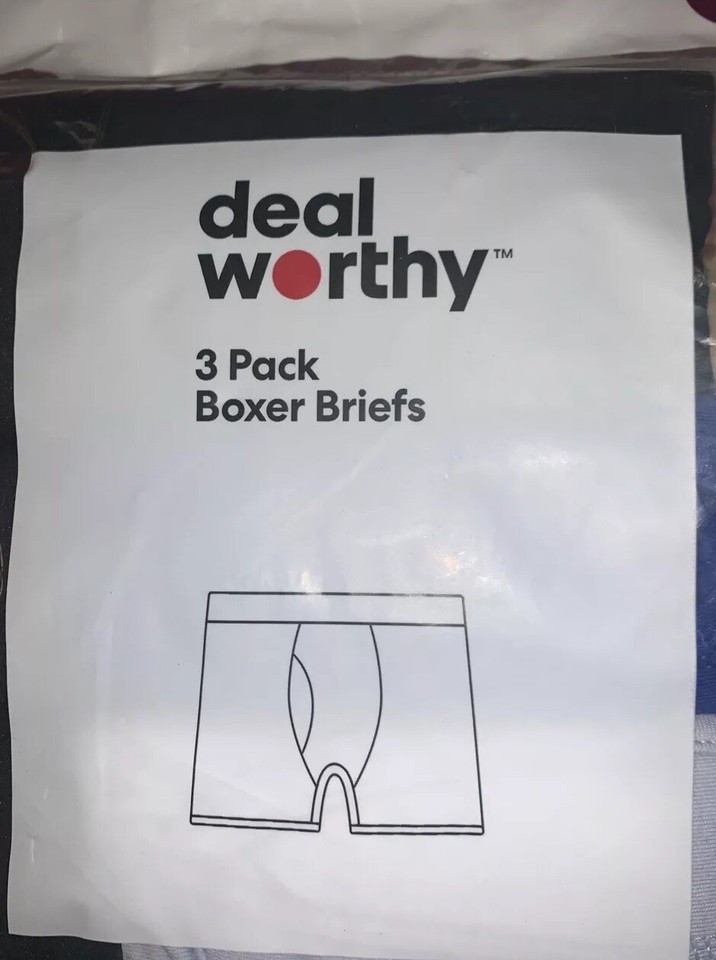 deal
worthy™
3 Pack
Boxer Briefs